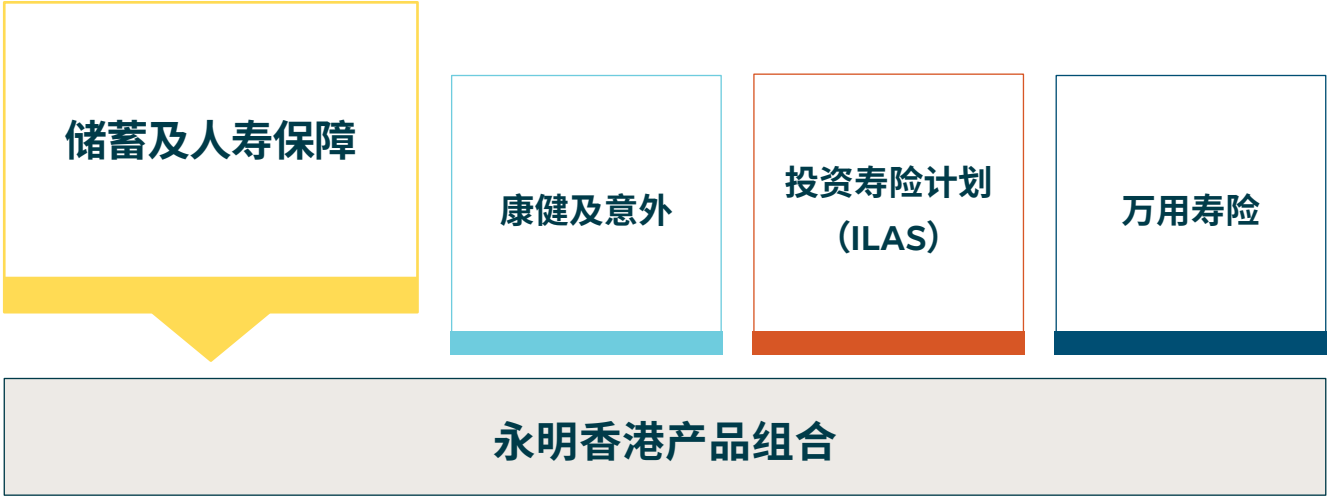 储蓄及人寿保障
康健及意外
投资寿险计划
（ILAS）
万用寿险
永明香港产品组合